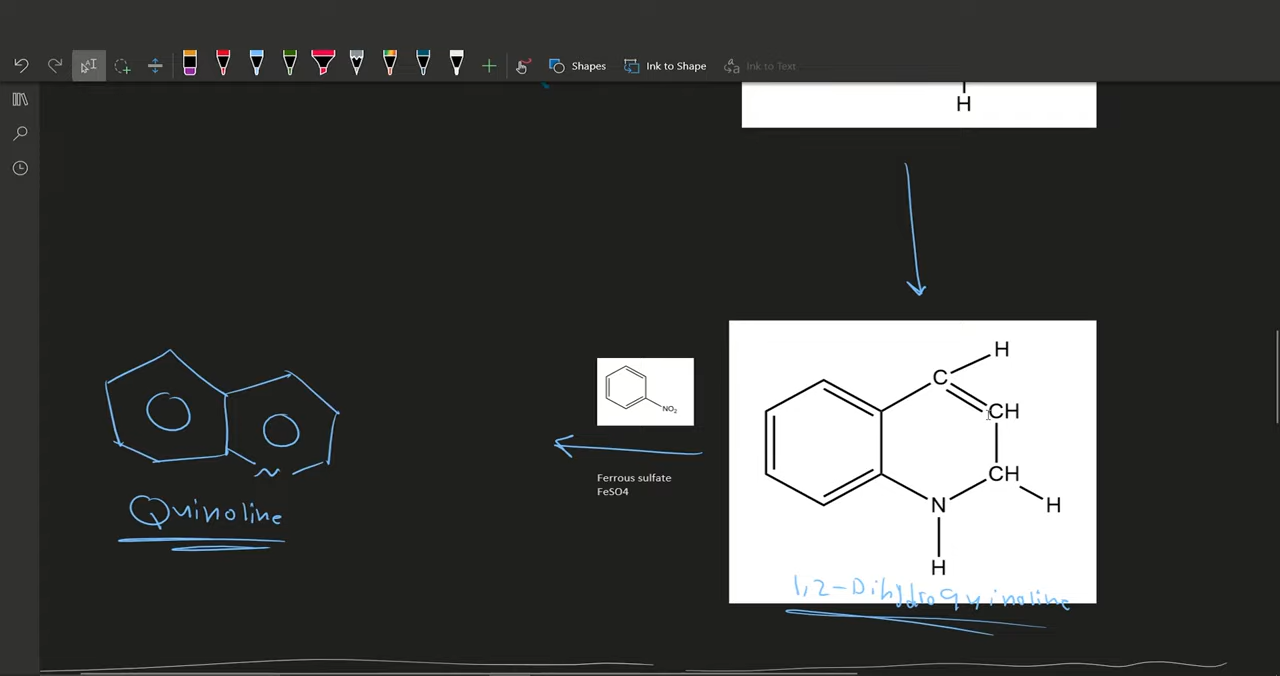 Shapes
Ink to Shape
Ink to Text
H
H
C
CH
NO2
CH
Ferrous sulfate
FeSO4
H
N
N
Quinoline
H
1,2-Dihydroquinoline